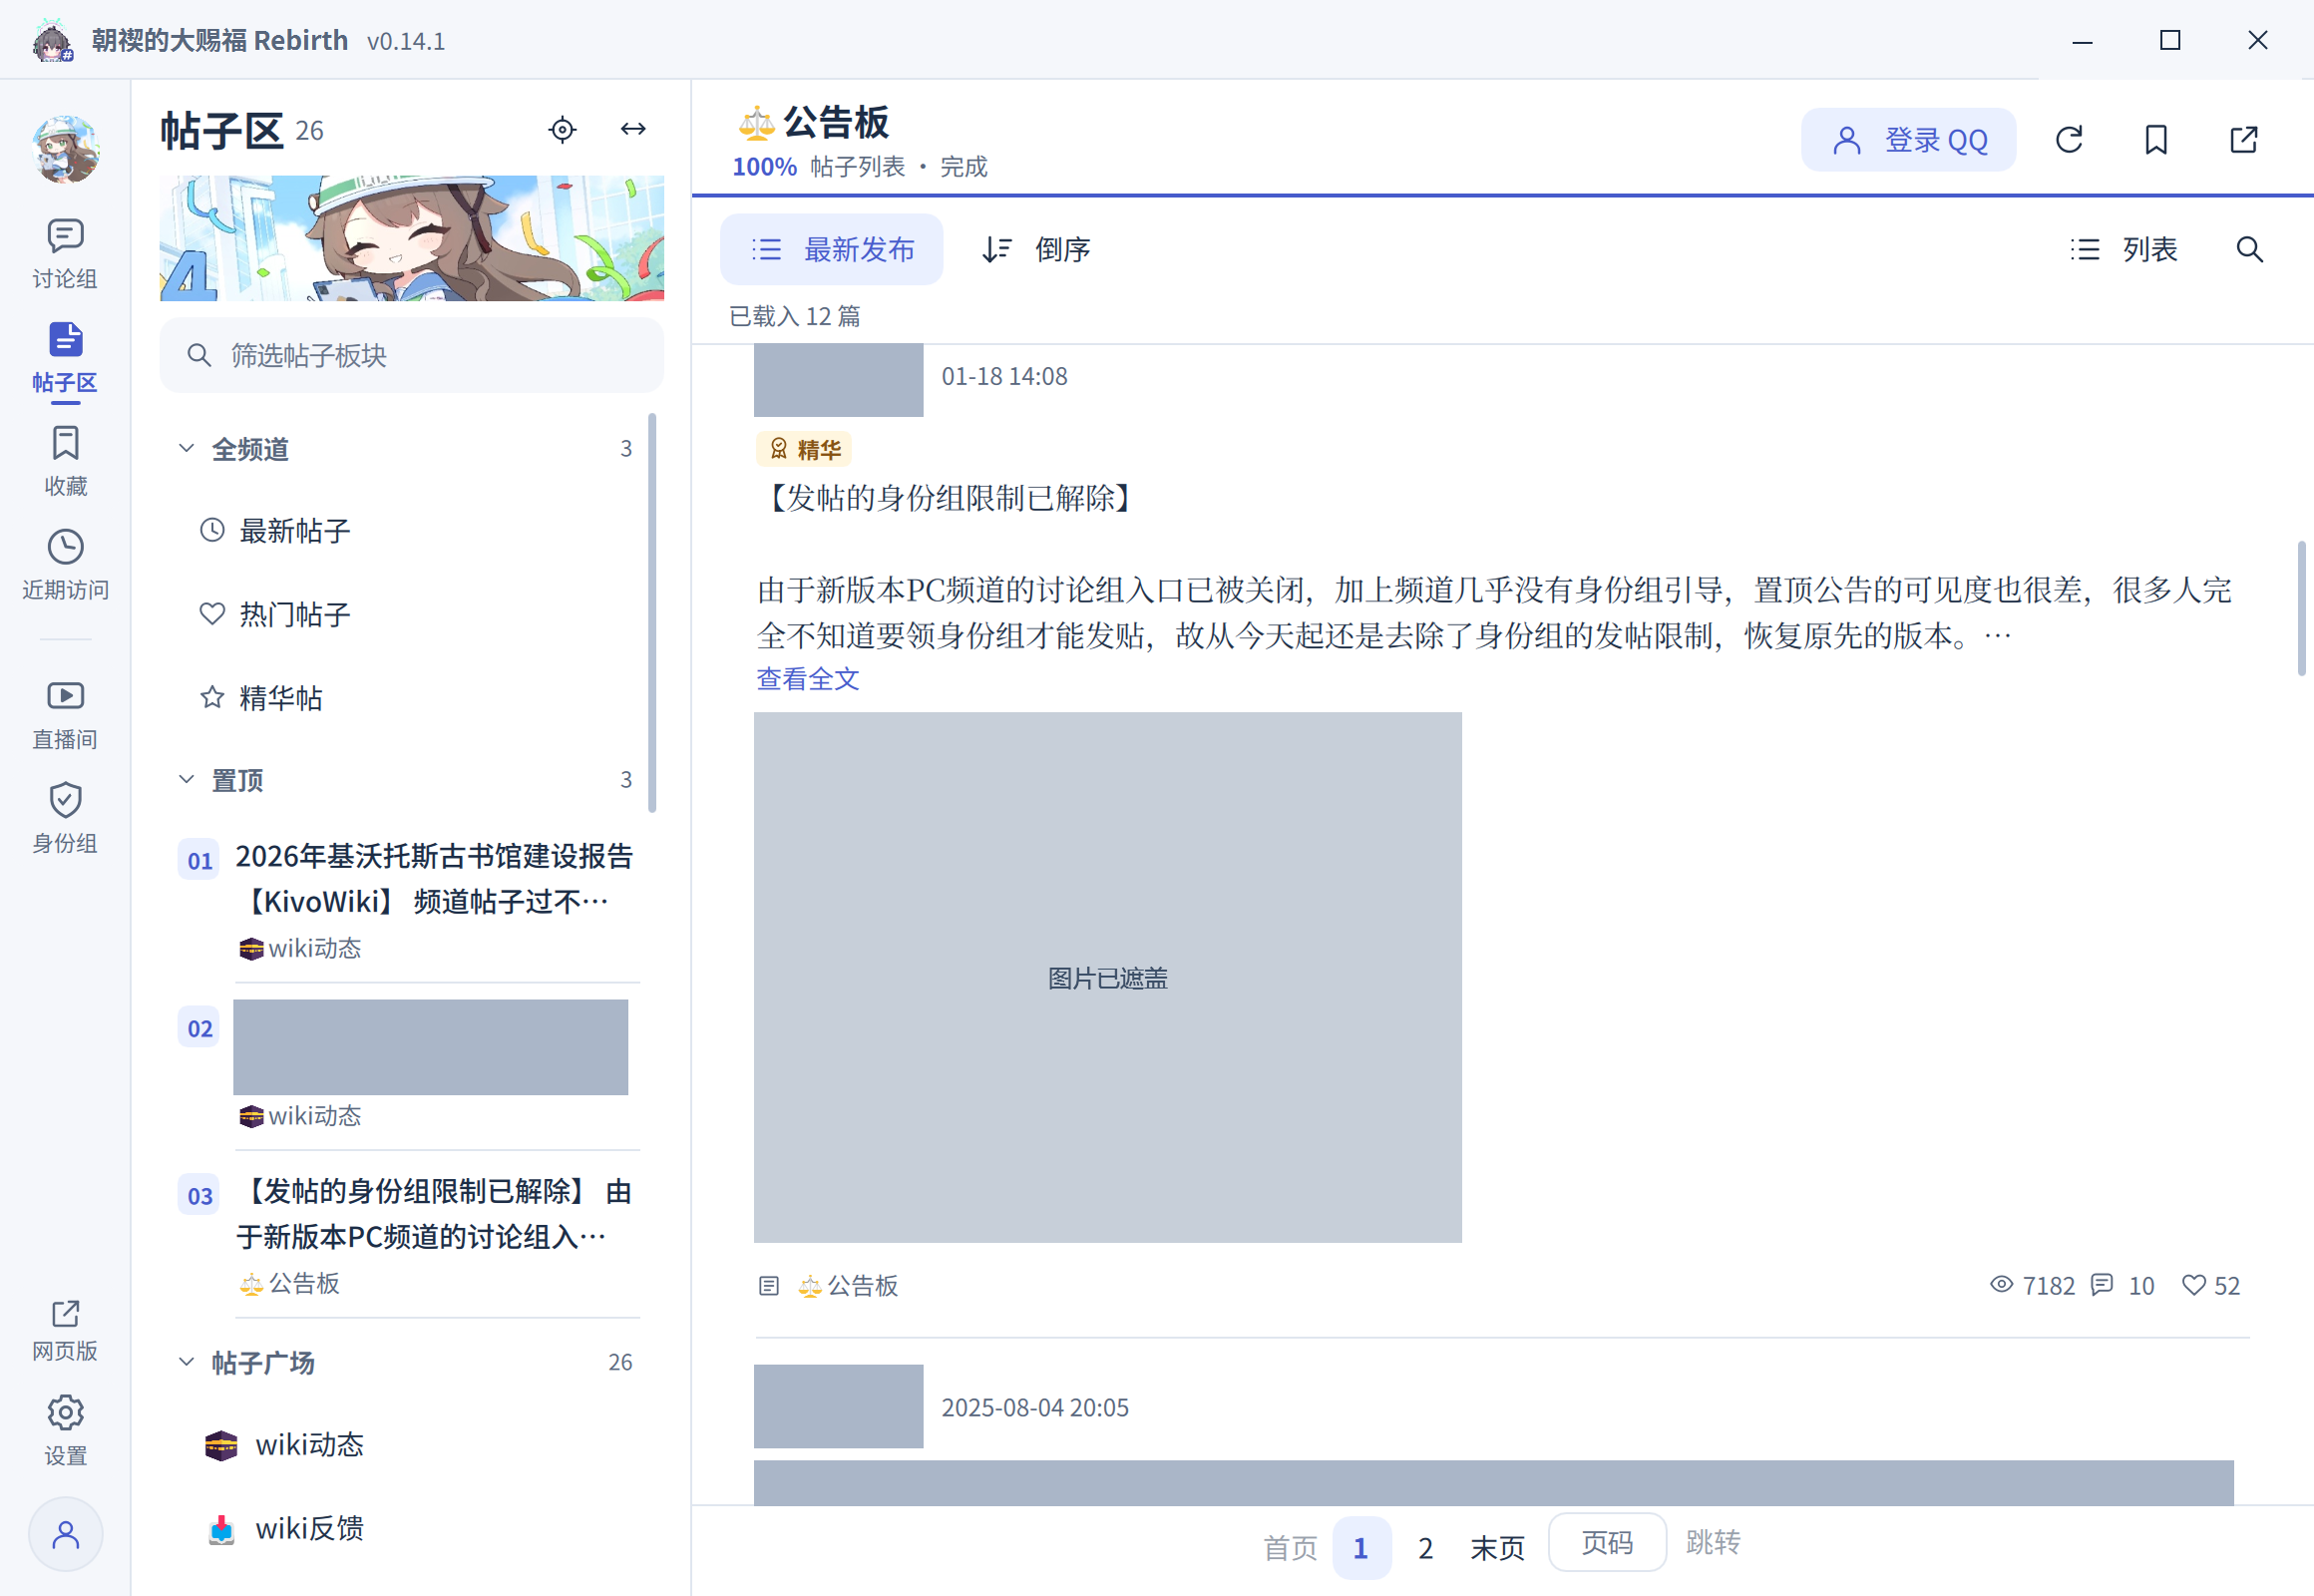 朝禊的大赐福 Rebirth v0.14.1
讨论组
帖子区
收藏
近期访问
直播间
身份组
网页版
设置
帖子区 26
筛选帖子板块
全频道 3
最新帖子
热门帖子
精华帖
置顶 3
01 2026年基沃托斯古书馆建设报告
【KivoWiki】 频道帖子过不…
wiki动态
02
wiki动态
03 【发帖的身份组限制已解除】 由
于新版本PC频道的讨论组入…
公告板
帖子广场 26
wiki动态
wiki反馈
公告板
100% 帖子列表 · 完成
登录 QQ
最新发布 倒序 列表
已载入 12 篇
01-18 14:08
精华
【发帖的身份组限制已解除】
由于新版本PC频道的讨论组入口已被关闭，加上频道几乎没有身份组引导，置顶公告的可见度也很差，很多人完
全不知道要领身份组才能发贴，故从今天起还是去除了身份组的发帖限制，恢复原先的版本。…
查看全文
图片已遮盖
公告板 7182 10 52
2025-08-04 20:05
首页 1 2 末页 页码 跳转